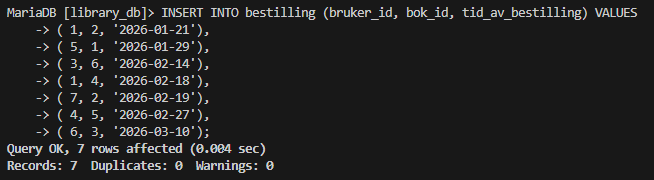 MariaDB [library_db]> INSERT INTO bestilling (bruker_id, bok_id, tid_av_bestilling) VALUES
    -> ( 1, 2, '2026-01-21'),
    -> ( 5, 1, '2026-01-29'),
    -> ( 3, 6, '2026-02-14'),
    -> ( 1, 4, '2026-02-18'),
    -> ( 7, 2, '2026-02-19'),
    -> ( 4, 5, '2026-02-27'),
    -> ( 6, 3, '2026-03-10');
Query OK, 7 rows affected (0.004 sec)
Records: 7  Duplicates: 0  Warnings: 0